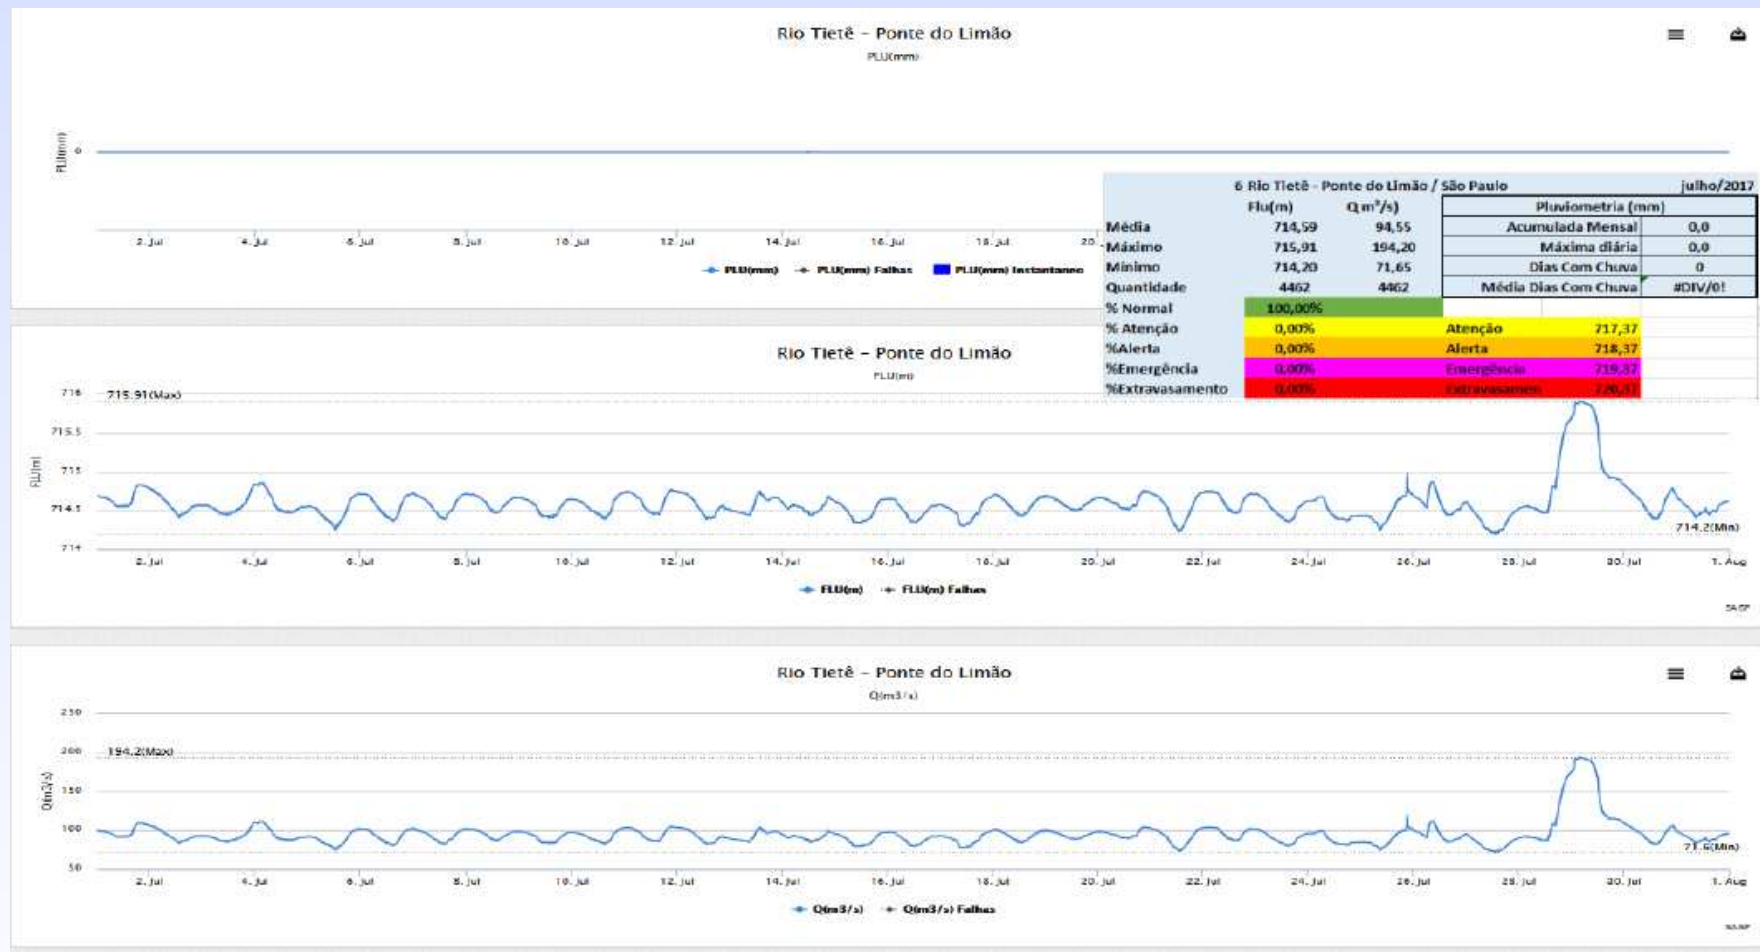 Rio Tietê - Ponte do Limão
PLU(mm)
PLU(mm)
0
2. Jul 4. Jul 6. Jul 8. Jul 10. Jul 12. Jul 14. Jul 16. Jul 18. Jul 20.
PLU(mm) PLU(mm) Falhas PLU(mm) Instantaneo
6 Rio Tietê - Ponte do Limão / São Paulo julho/2017
Flu(m) Q m³/s) Pluviometria (mm)
Média 714,59 94,55 Acumulada Mensal 0,0
Máximo 715,91 194,20 Máxima diária 0,0
Mínimo 714,20 71,65 Dias Com Chuva 0
Quantidade 4462 4462 Média Dias Com Chuva #DIV/0!
% Normal 100,00%
% Atenção 0,00% Atenção 717,37
%Alerta 0,00% Alerta 718,37
%Emergência 0,00% Emergência 719,37
%Extravasamento 0,00% Extravasamen 720,37
Rio Tietê - Ponte do Limão
FLU(m)
FLU(m)
716
715.91(Max)
715.5
715
714.5
714.2(Min)
714
2. Jul 4. Jul 6. Jul 8. Jul 10. Jul 12. Jul 14. Jul 16. Jul 18. Jul 20. Jul 22. Jul 24. Jul 26. Jul 28. Jul 30. Jul 1. Aug
FLU(m) FLU(m) Falhas
Rio Tietê - Ponte do Limão
Q(m3/s)
Q(m3/s)
250
200
194.2(Max)
150
100
71.6(Min)
50
2. Jul 4. Jul 6. Jul 8. Jul 10. Jul 12. Jul 14. Jul 16. Jul 18. Jul 20. Jul 22. Jul 24. Jul 26. Jul 28. Jul 30. Jul 1. Aug
Q(m3/s) Q(m3/s) Falhas